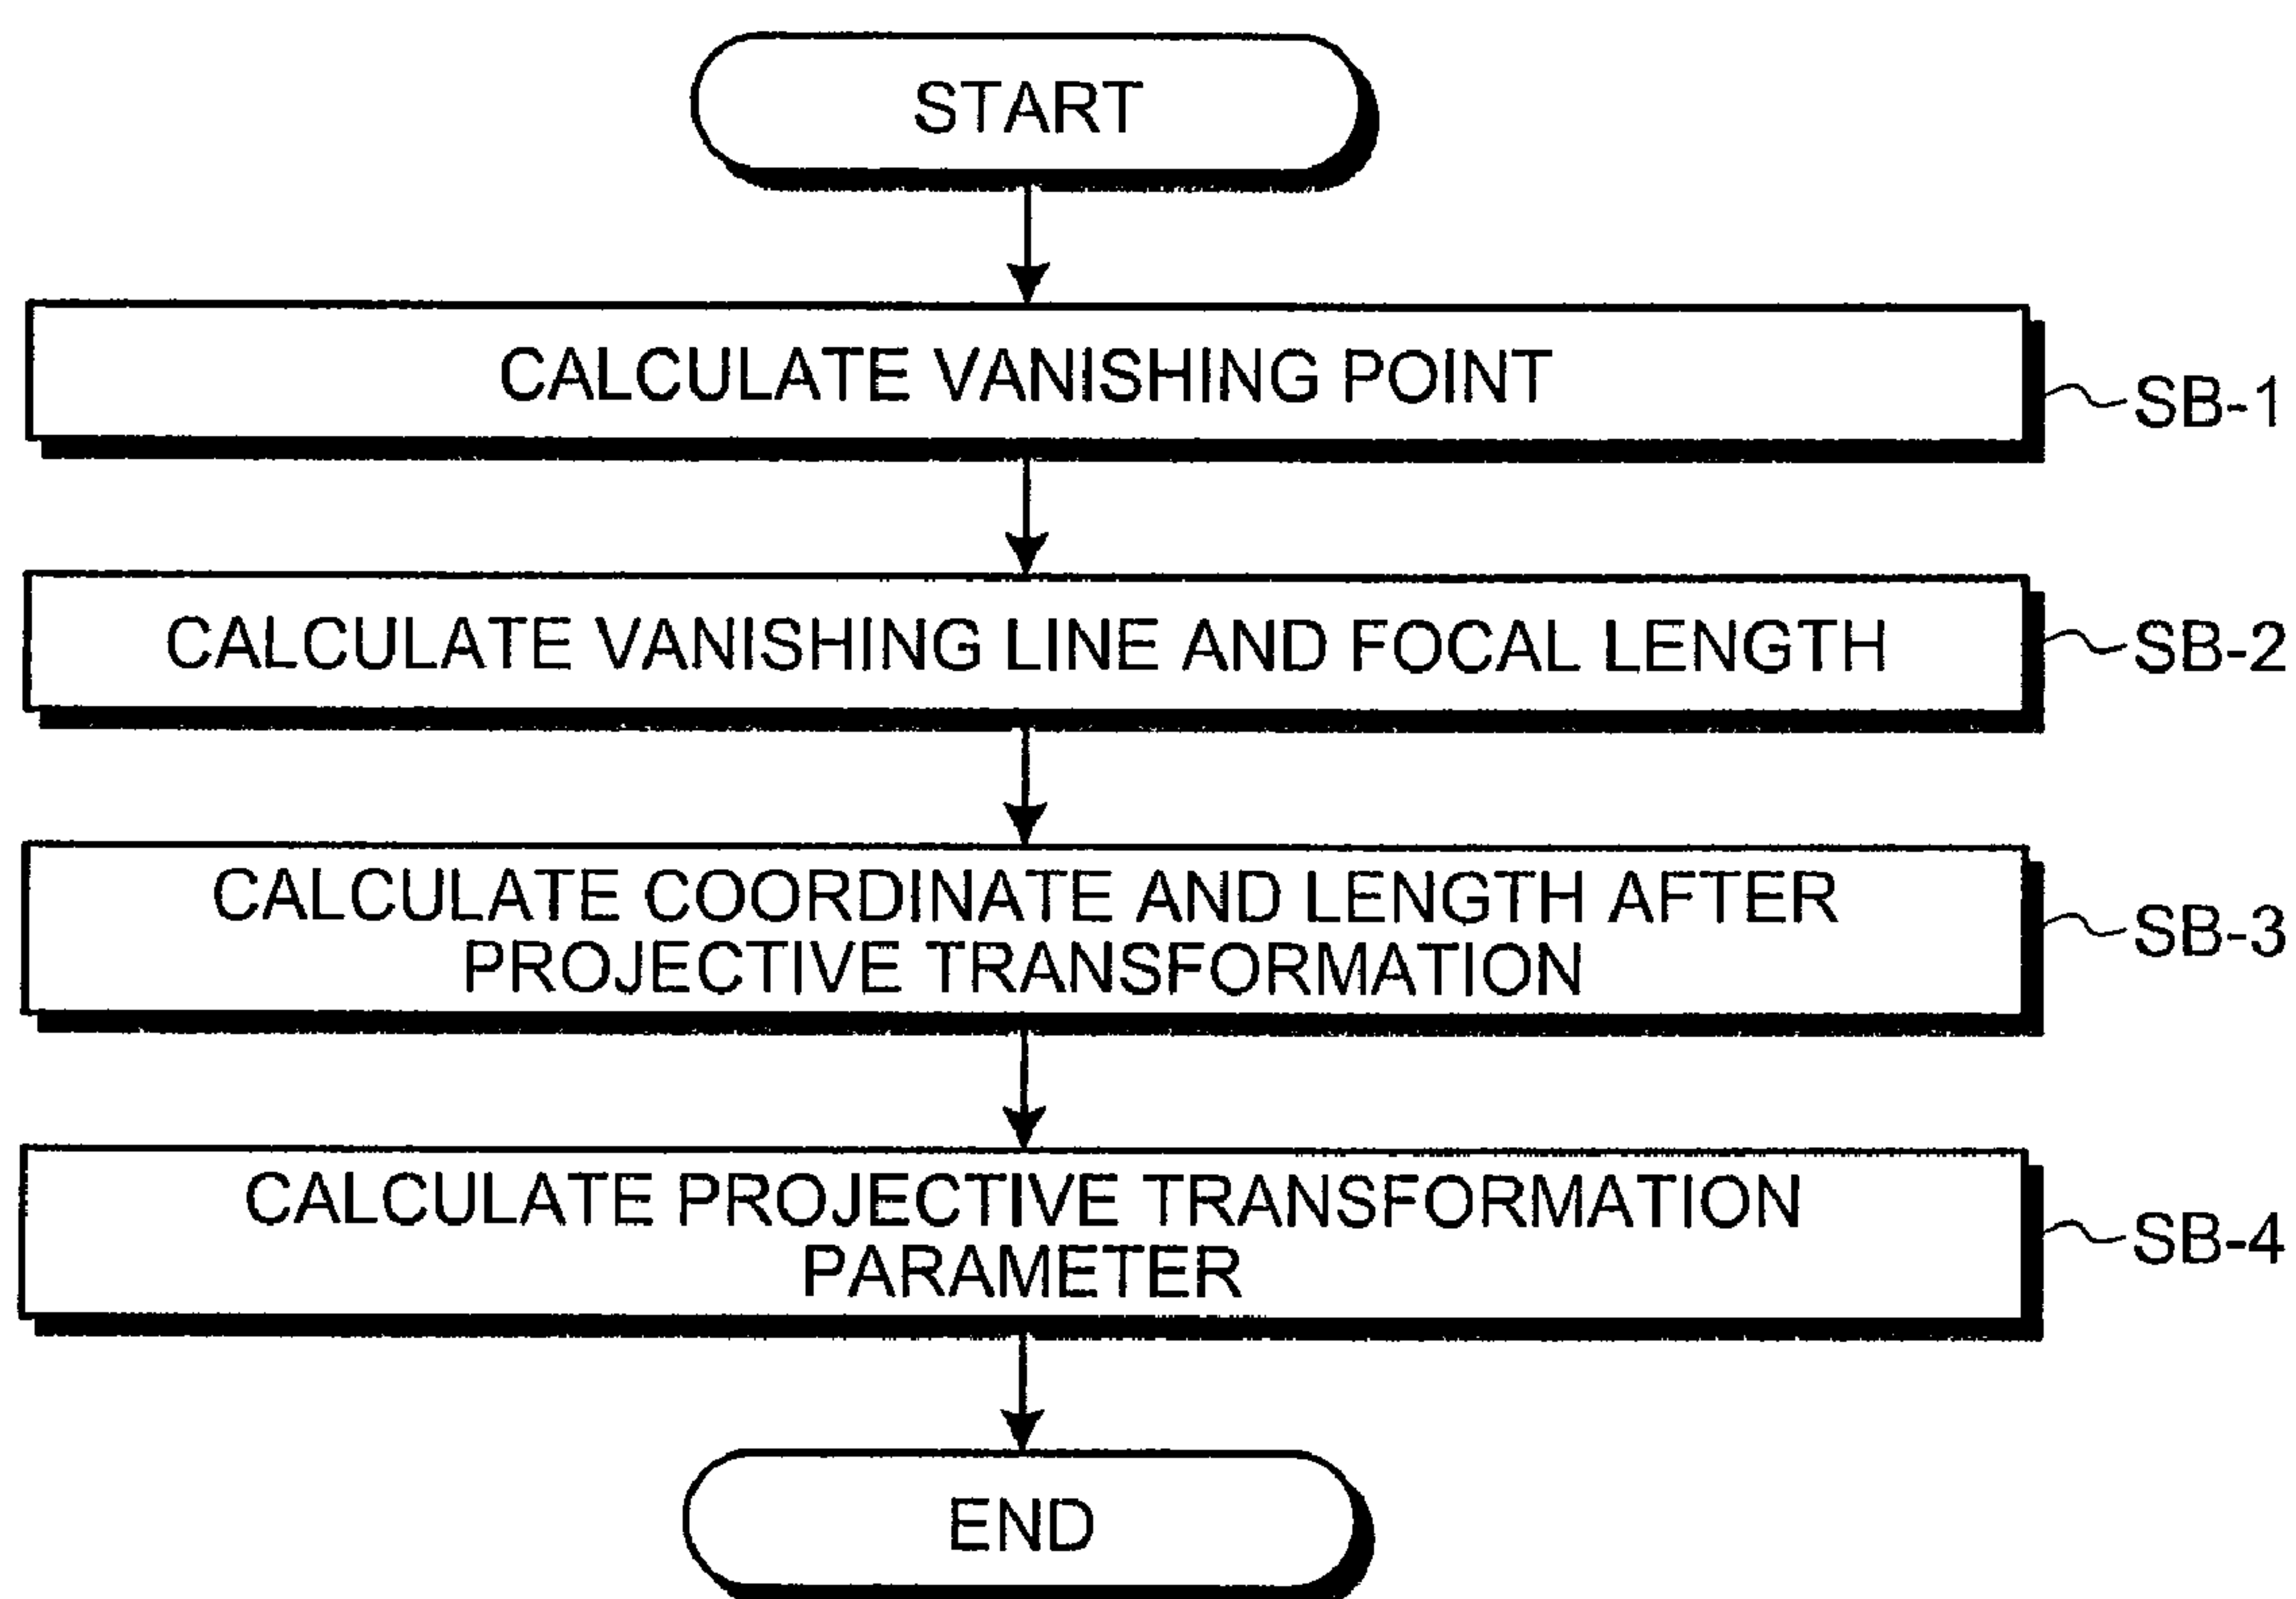 START
CALCULATE VANISHING POINT
SB-1
CALCULATE VANISHING LINE AND FOCAL LENGTH
SB-2
CALCULATE COORDINATE AND LENGTH AFTER
PROJECTIVE TRANSFORMATION
SB-3
CALCULATE PROJECTIVE TRANSFORMATION
PARAMETER
SB-4
END